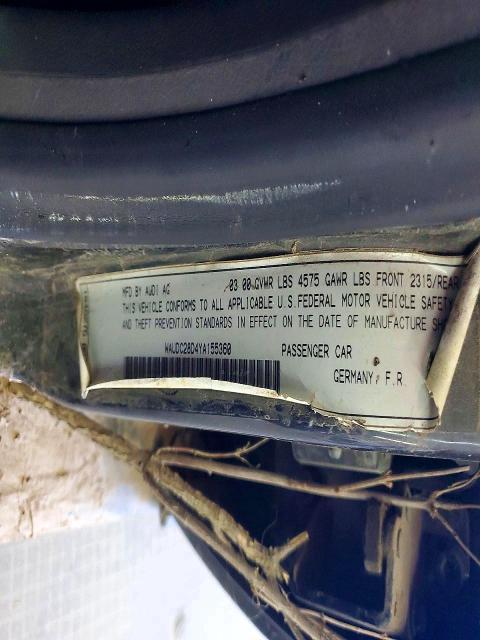 MFD BY AUDI AG 03 00 GVWR LBS 4575 GAWR LBS FRONT 2315/REAR
THIS VEHICLE CONFORMS TO ALL APPLICABLE U.S.FEDERAL MOTOR VEHICLE SAFETY
AND THEFT PREVENTION STANDARDS IN EFFECT ON THE DATE OF MANUFACTURE SH
WALDC28D4YA155360 PASSENGER CAR
GERMANY, F.R.